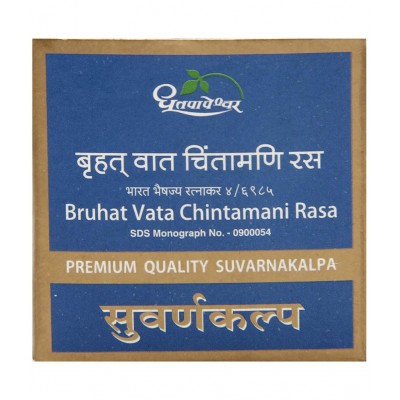 धूतपापेश्वर
बृहत् वात चिंतामणि रस
भारत भैषज्य रत्नाकर ४/६९८५
Bruhat Vata Chintamani Rasa
SDS Monograph No. - 0900054
PREMIUM QUALITY SUVARNAKALPA
सुवर्णकल्प